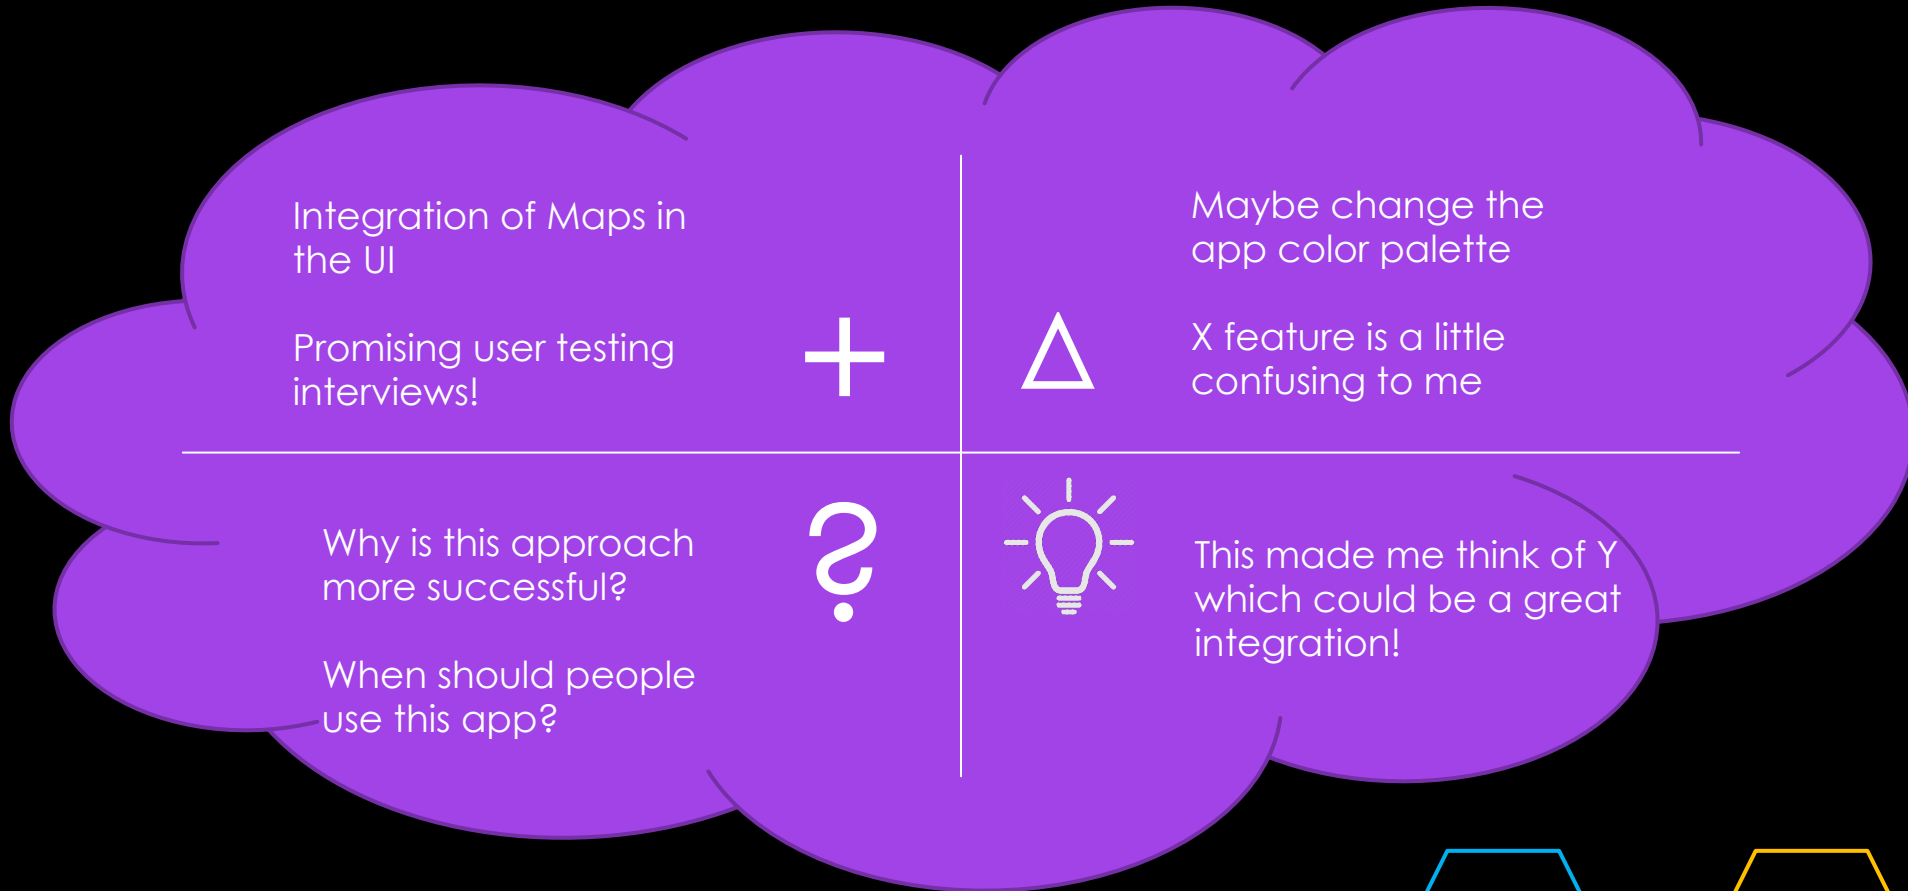 Integration of Maps in
the UI
Promising user testing
interviews!
+
Maybe change the
app color palette
X feature is a little
confusing to me
Δ
Why is this approach
more successful?
When should people
use this app?
?
This made me think of Y
which could be a great
integration!